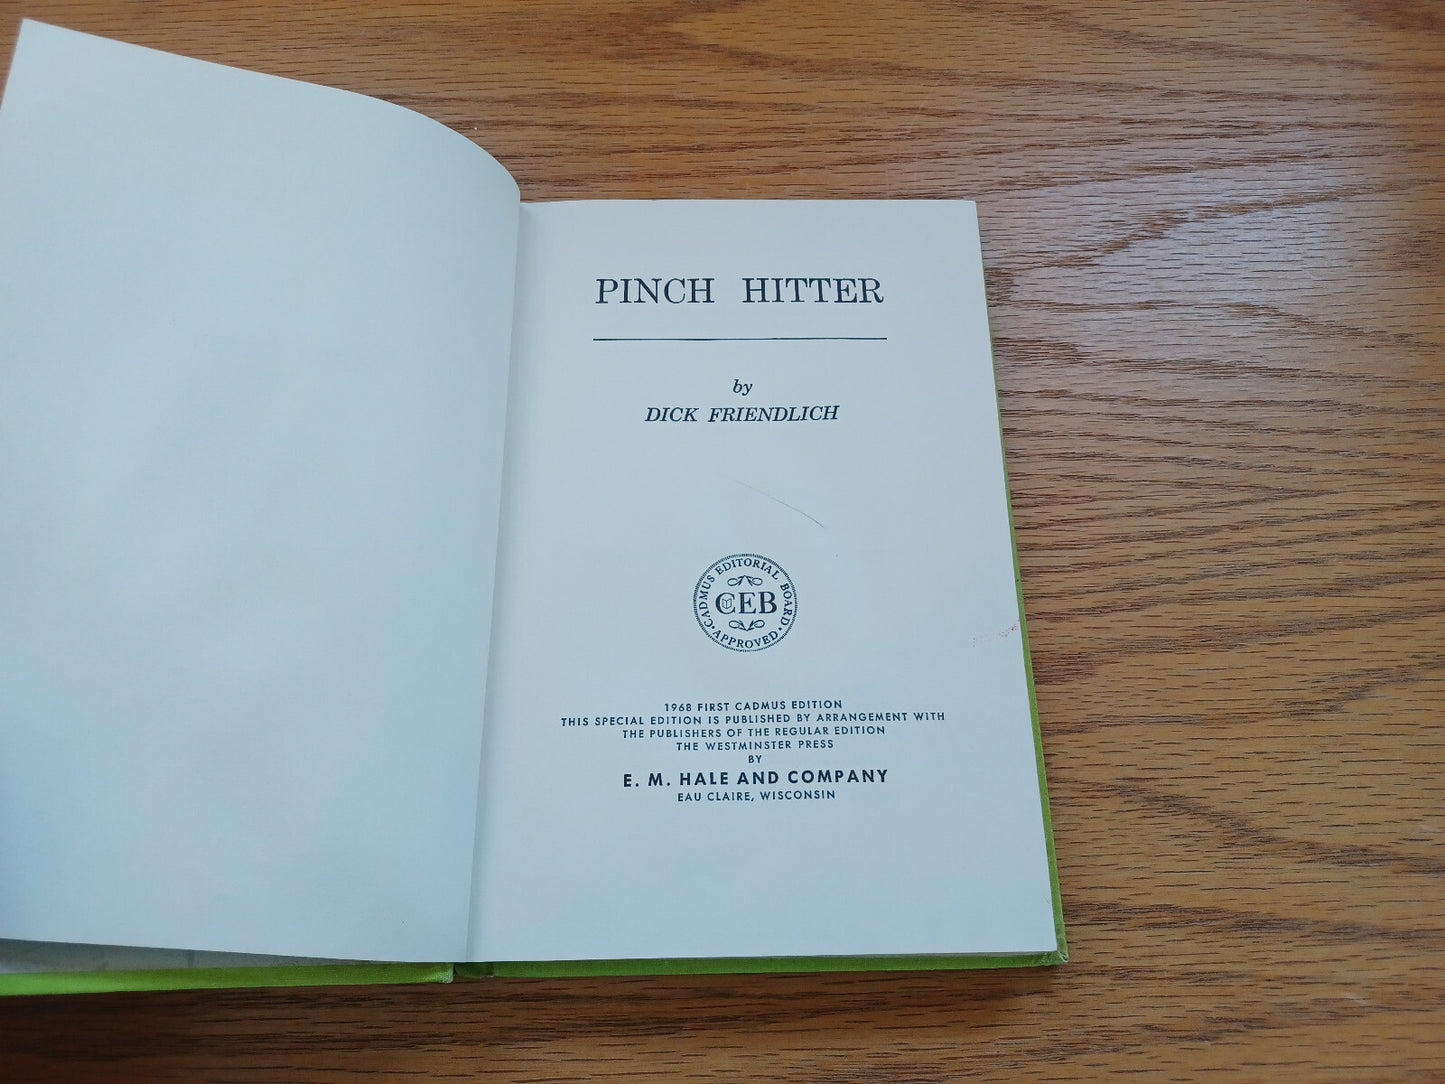 PINCH HITTER
by
DICK FRIENDLICH
CADMUS EDITORIAL BOARD
CEB
• APPROVED •
1968 FIRST CADMUS EDITION
THIS SPECIAL EDITION IS PUBLISHED BY ARRANGEMENT WITH
THE PUBLISHERS OF THE REGULAR EDITION
THE WESTMINSTER PRESS
BY
E. M. HALE AND COMPANY
EAU CLAIRE, WISCONSIN